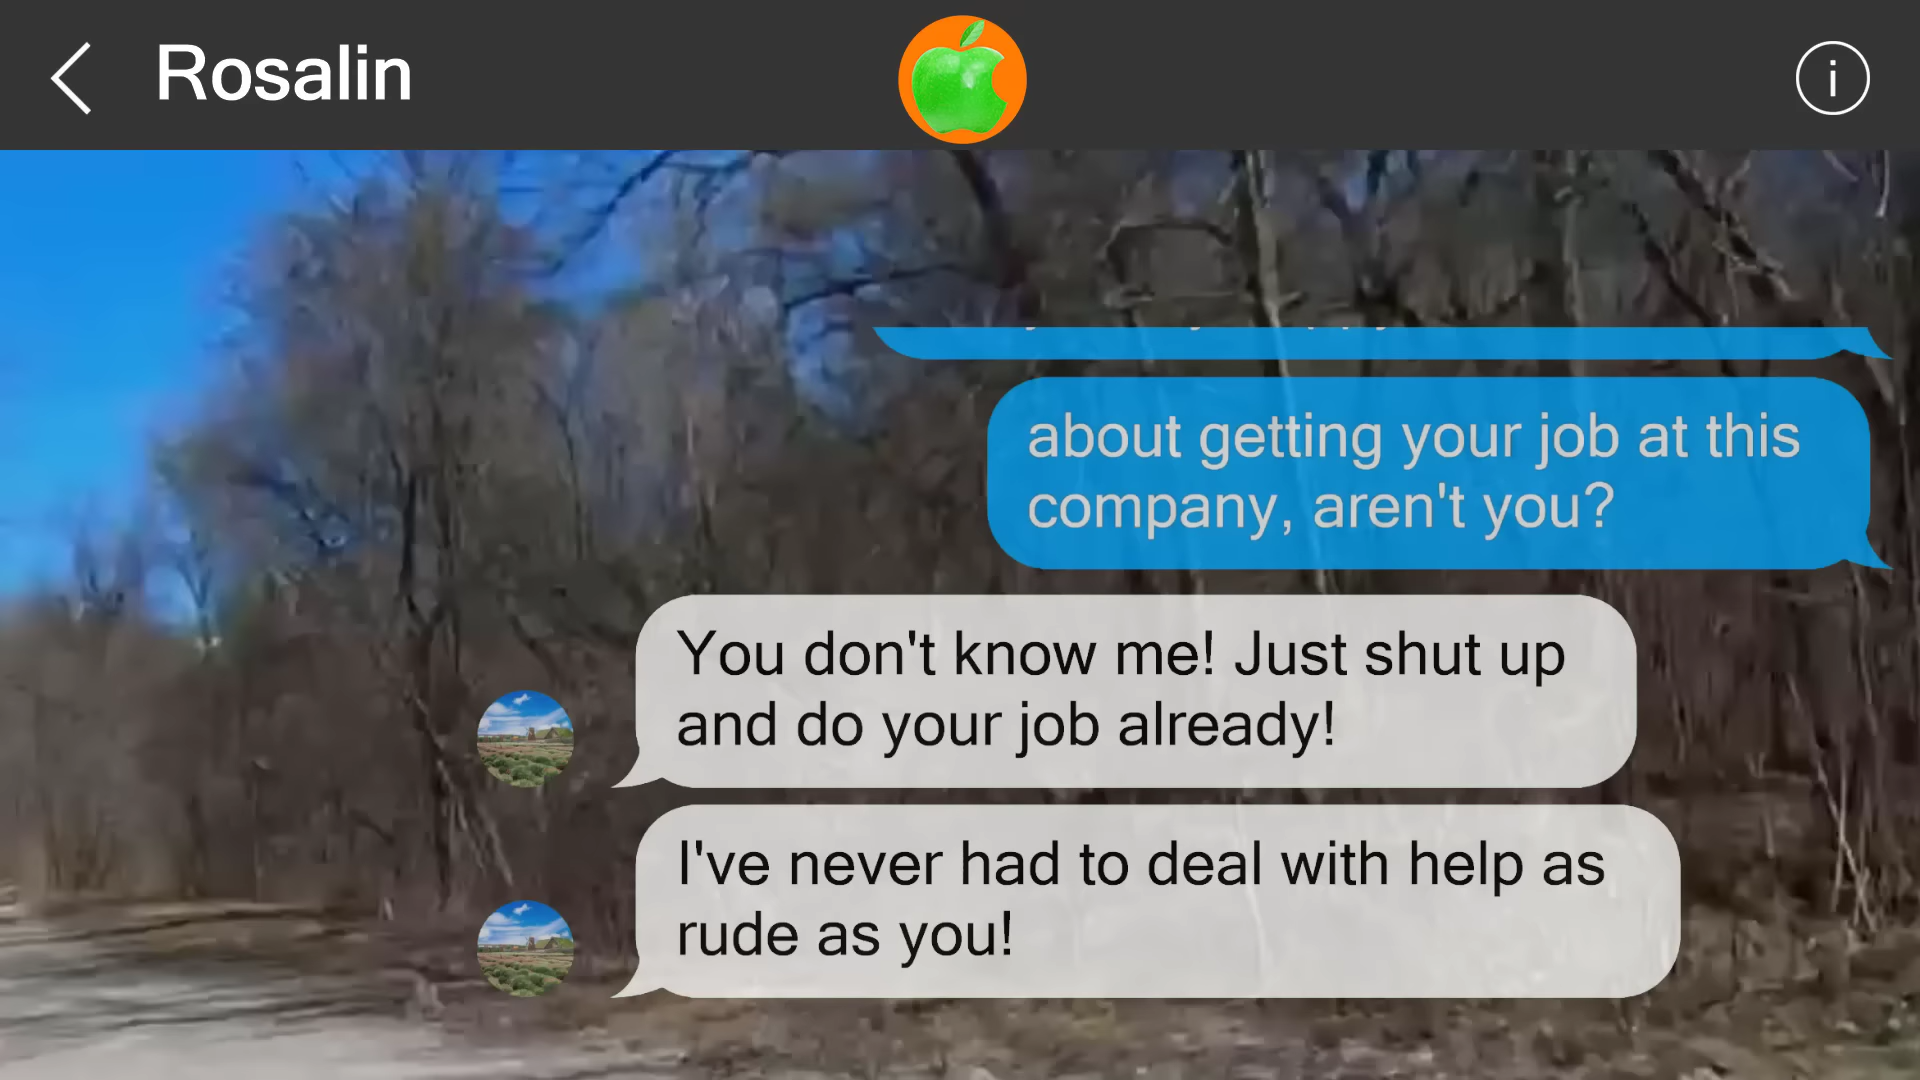 Rosalin
i
about getting your job at this
company, aren't you?
You don't know me! Just shut up
and do your job already!
I've never had to deal with help as
rude as you!